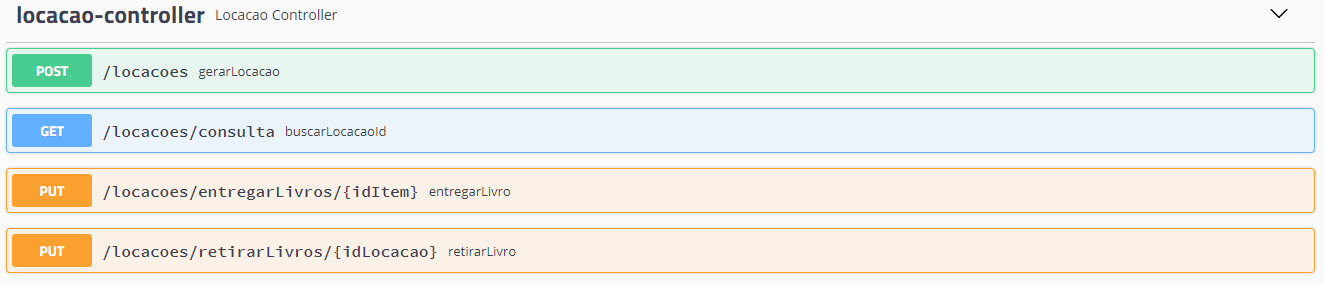 locacao-controller Locacao Controller
POST /locacoes gerarLocacao
GET /locacoes/consulta buscarLocacaoId
PUT /locacoes/entregarLivros/{idItem} entregarLivro
PUT /locacoes/retirarLivros/{idLocacao} retirarLivro